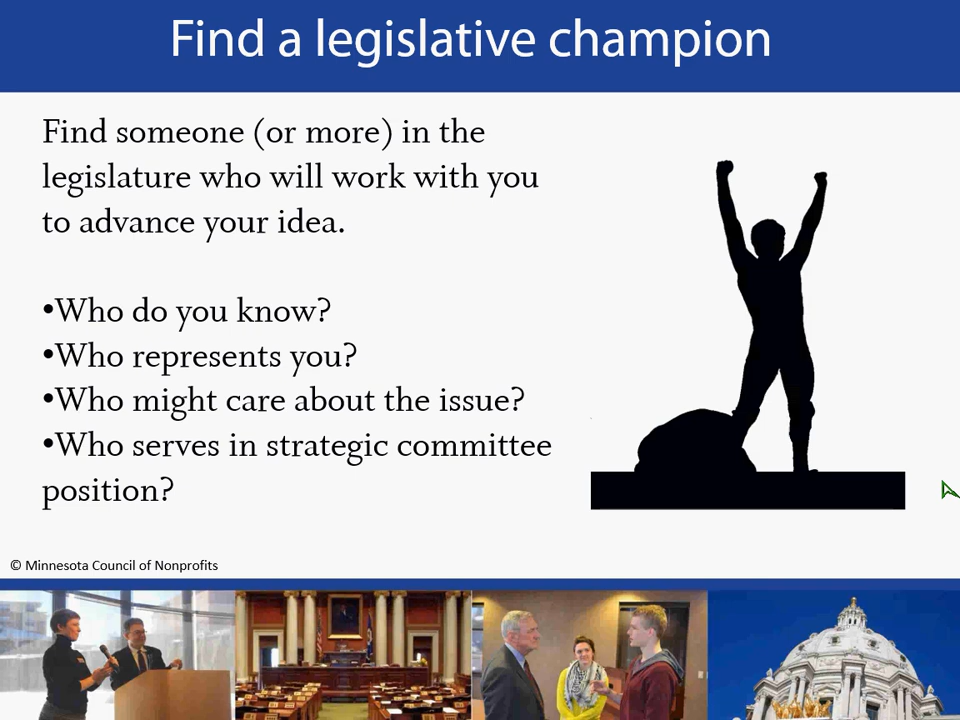 Find a legislative champion
Find someone (or more) in the
legislature who will work with you
to advance your idea.
•Who do you know?
•Who represents you?
•Who might care about the issue?
•Who serves in strategic committee
position?
© Minnesota Council of Nonprofits